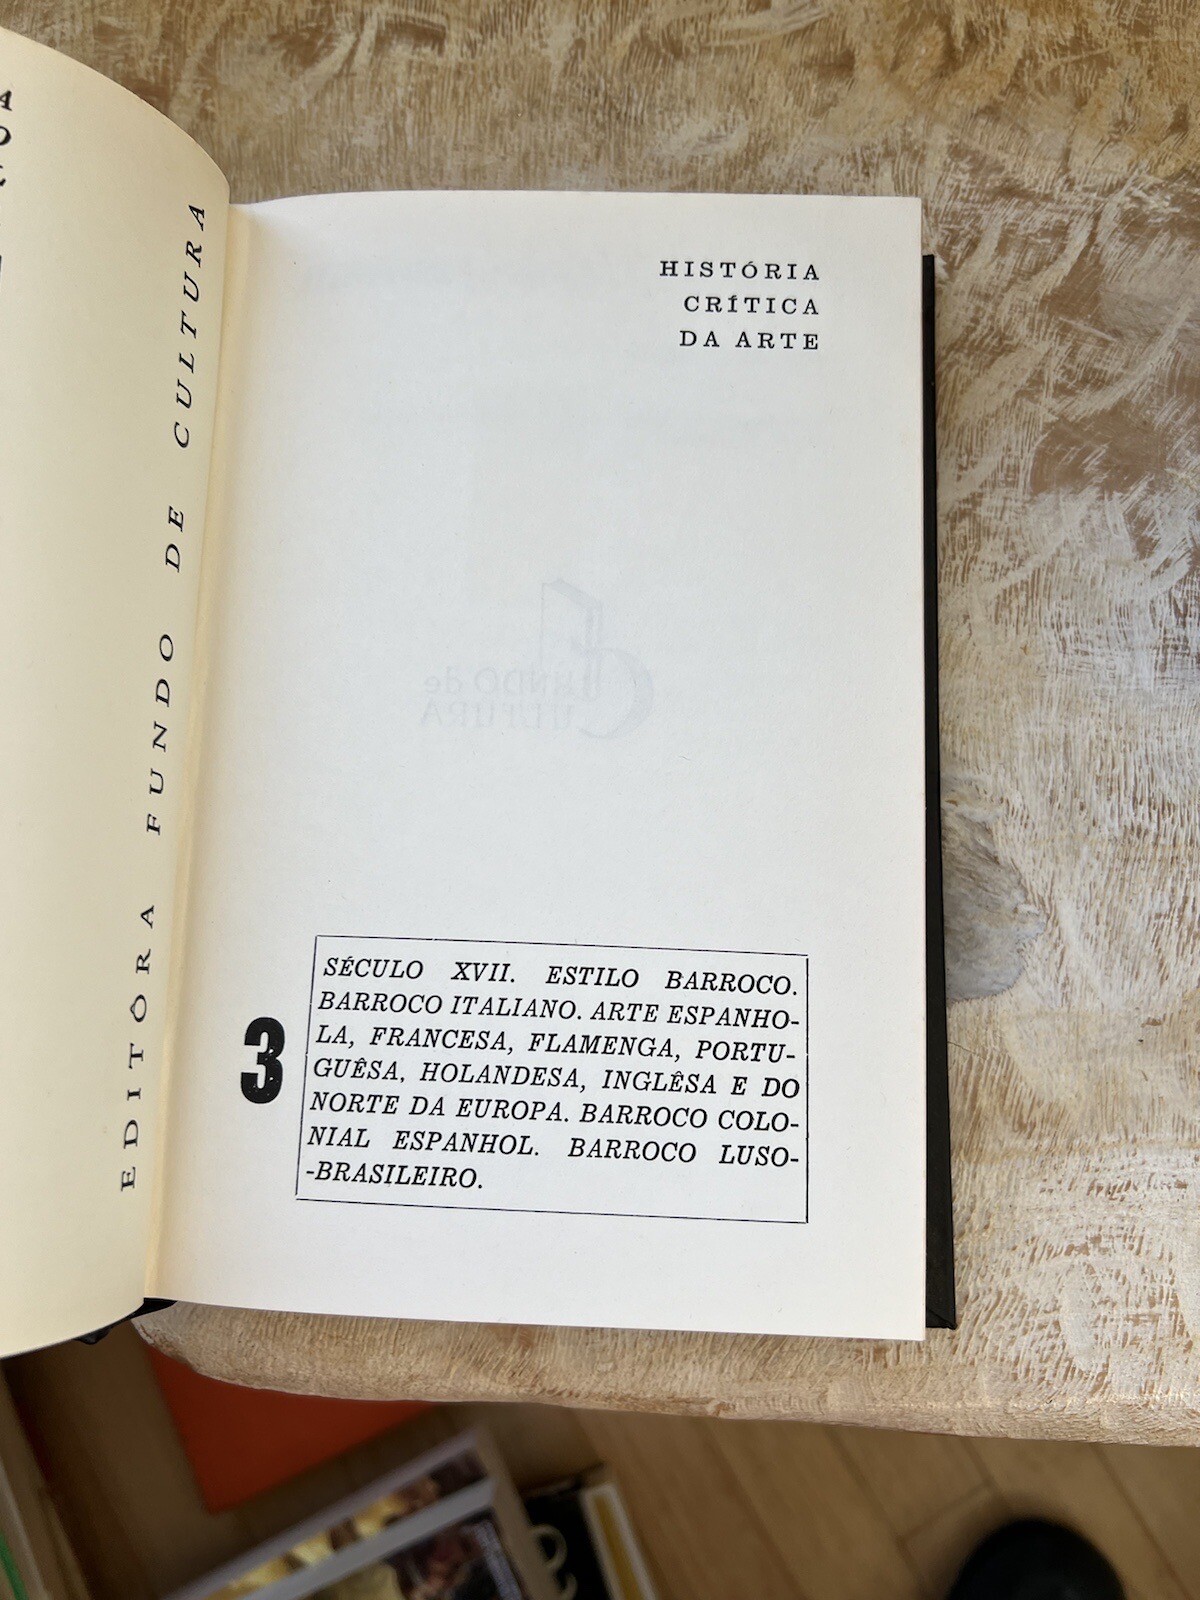 EDITÔRA FUNDO DE CULTURA
HISTÓRIA
CRÍTICA
DA ARTE
3
SÉCULO XVII. ESTILO BARROCO.
BARROCO ITALIANO. ARTE ESPANHO-
LA, FRANCESA, FLAMENGA, PORTU-
GUÊSA, HOLANDESA, INGLÊSA E DO
NORTE DA EUROPA. BARROCO COLO-
NIAL ESPANHOL. BARROCO LUSO-
-BRASILEIRO.